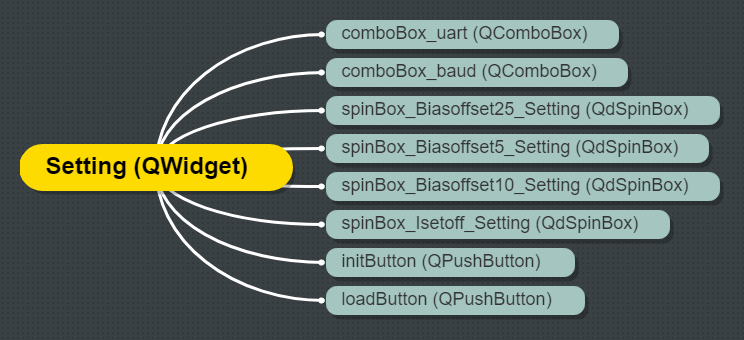 comboBox_uart (QComboBox)
comboBox_baud (QComboBox)
spinBox_Biasoffset25_Setting (QdSpinBox)
Setting (QWidget)
spinBox_Biasoffset5_Setting (QdSpinBox)
spinBox_Biasoffset10_Setting (QdSpinBox)
spinBox_Isetoff_Setting (QdSpinBox)
initButton (QPushButton)
loadButton (QPushButton)